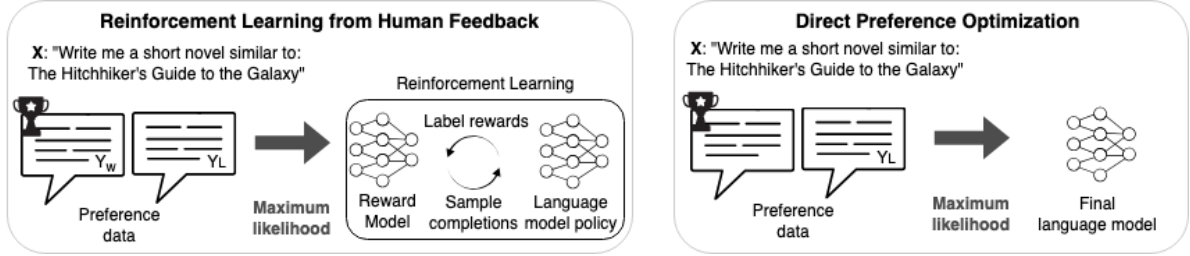 Reinforcement Learning from Human Feedback
X: "Write me a short novel similar to:
The Hitchhiker's Guide to the Galaxy"
Reinforcement Learning
Label rewards
Yw
YL
Preference
data
Maximum
likelihood
Reward
Model
Sample
completions
Language
model policy
Direct Preference Optimization
X: "Write me a short novel similar to:
The Hitchhiker's Guide to the Galaxy"
YL
Preference
data
Maximum
likelihood
Final
language model